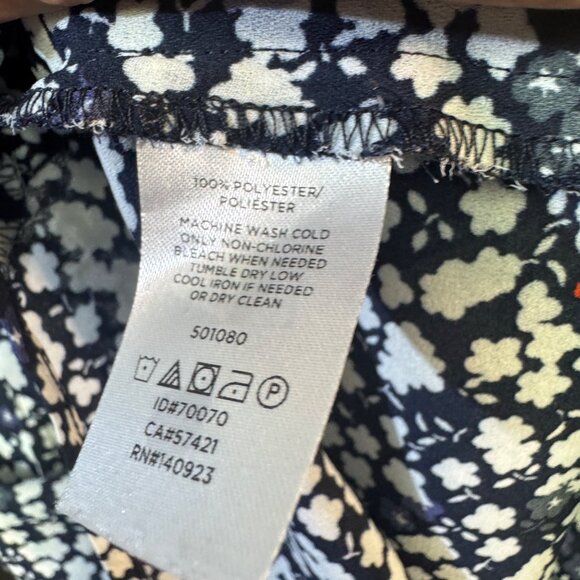 100% POLYESTER/
POLIÉSTER
MACHINE WASH COLD
ONLY NON-CHLORINE
BLEACH WHEN NEEDED
TUMBLE DRY LOW
COOL IRON IF NEEDED
OR DRY CLEAN
501080
P
ID#70070
CA#57421
RN#140923